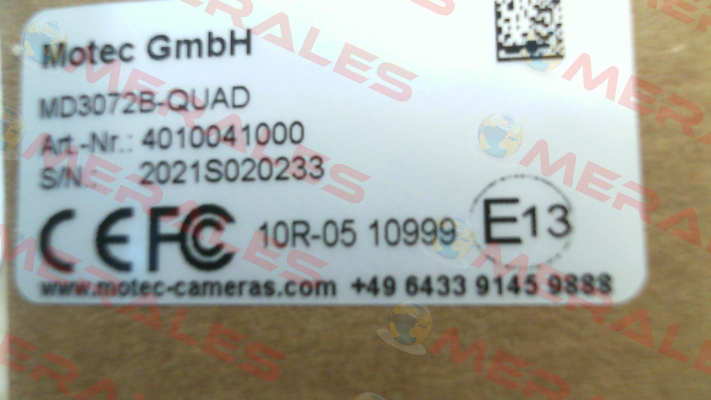 Motec GmbH
MD3072B-QUAD
Art.-Nr.: 4010041000
S/N.: 2021S020233
CE FC 10R-05 10999 E13
www.motec-cameras.com +49 6433 9145 9888
MERALES